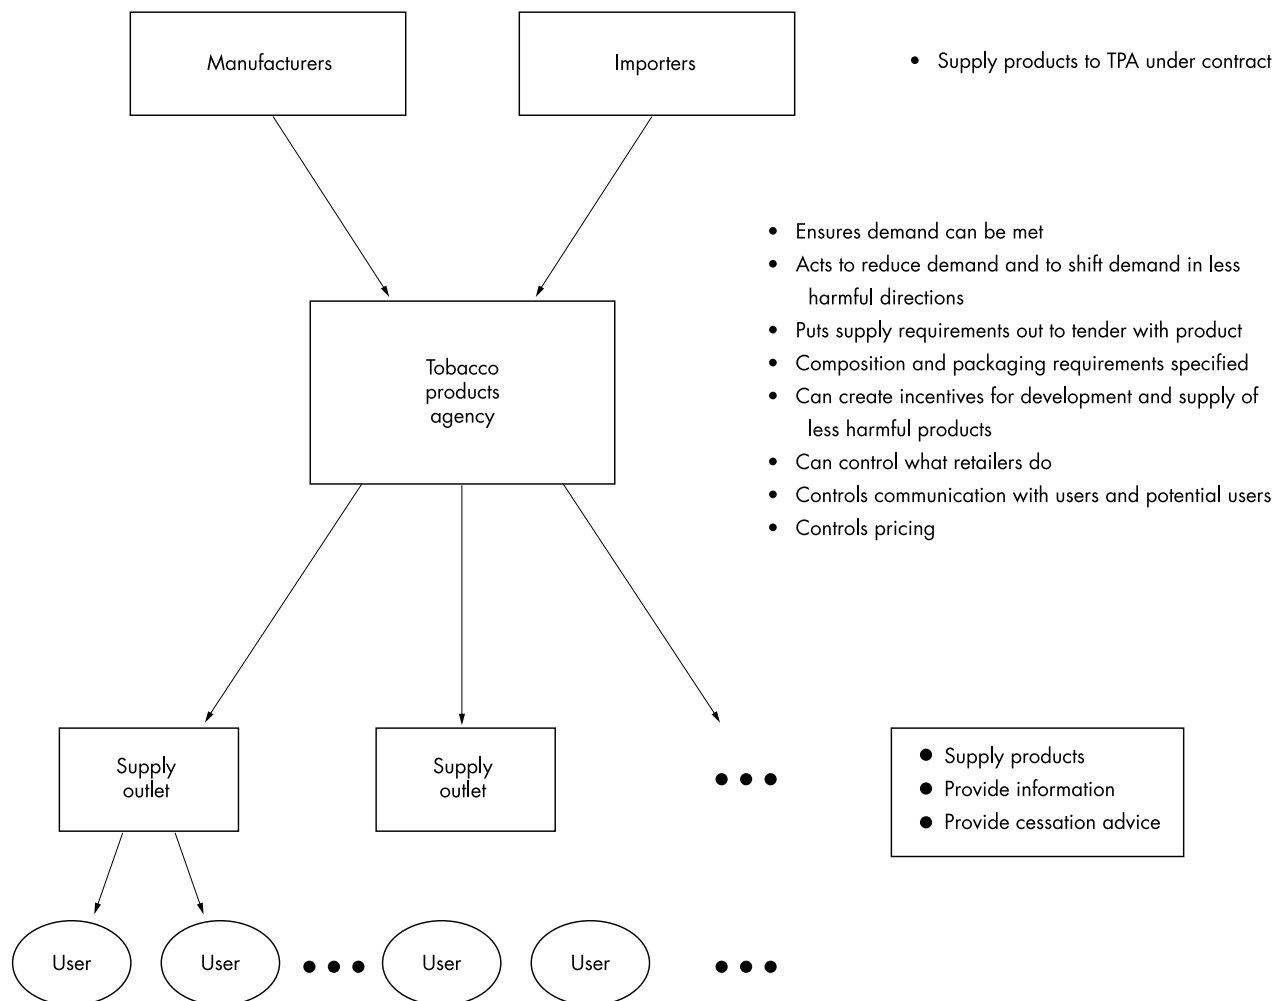 Manufacturers
Importers
• Supply products to TPA under contract
• Ensures demand can be met
• Acts to reduce demand and to shift demand in less
harmful directions
• Puts supply requirements out to tender with product
• Composition and packaging requirements specified
• Can create incentives for development and supply of
less harmful products
• Can control what retailers do
• Controls communication with users and potential users
• Controls pricing
Tobacco
products
agency
Supply
outlet
Supply
outlet
• • •
• Supply products
• Provide information
• Provide cessation advice
User
User
• • •
User
User
• • •